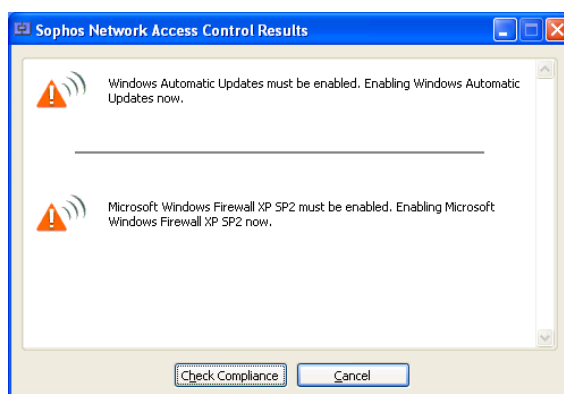 Sophos Network Access Control Results
Windows Automatic Updates must be enabled. Enabling Windows Automatic
Updates now.
Microsoft Windows Firewall XP SP2 must be enabled. Enabling Microsoft
Windows Firewall XP SP2 now.
Check Compliance
Cancel